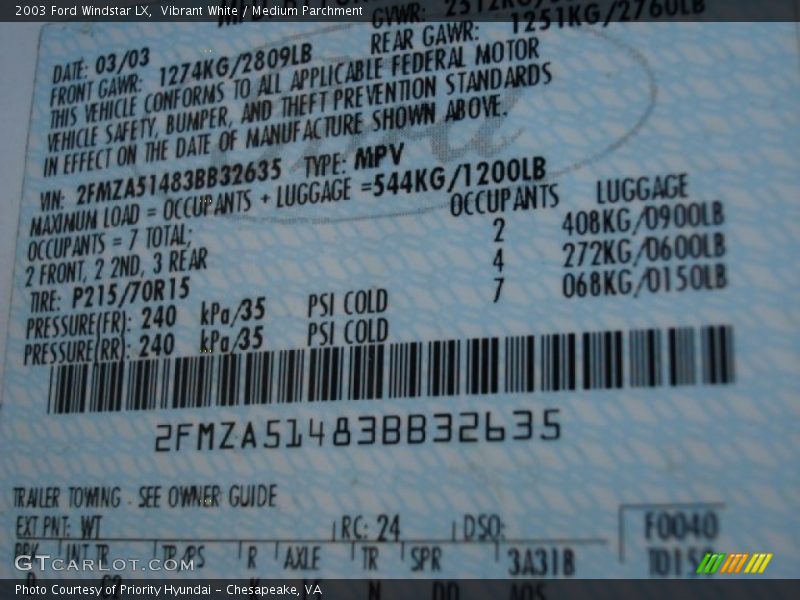 2003 Ford Windstar LX, Vibrant White / Medium Parchment
GVWR:
DATE: 03/03
FRONT GAWR: 1274KG/2809LB REAR GAWR: 1251KG/2760LB
THIS VEHICLE CONFORMS TO ALL APPLICABLE FEDERAL MOTOR
VEHICLE SAFETY, BUMPER, AND THEFT PREVENTION STANDARDS
IN EFFECT ON THE DATE OF MANUFACTURE SHOWN ABOVE.
VIN: 2FMZA51483BB32635 TYPE: MPV
MAXIMUM LOAD = OCCUPANTS + LUGGAGE =544KG/1200LB
OCCUPANTS = 7 TOTAL; OCCUPANTS LUGGAGE
2 FRONT, 2 2ND, 3 REAR 2 408KG/0900LB
4 272KG/0600LB
TIRE: P215/70R15 7 068KG/0150LB
PRESSURE(FR): 240 kPa/35 PSI COLD
PRESSURE(RR): 240 kPa/35 PSI COLD
2FMZA51483BB32635
TRAILER TOWING - SEE OWNER GUIDE
EXT PNT: WT RC: 24 DSO: F0040
BRK INT TR TP/PS R AXLE TR SPR 3A31B
GTCARLOT.COM
Photo Courtesy of Priority Hyundai – Chesapeake, VA